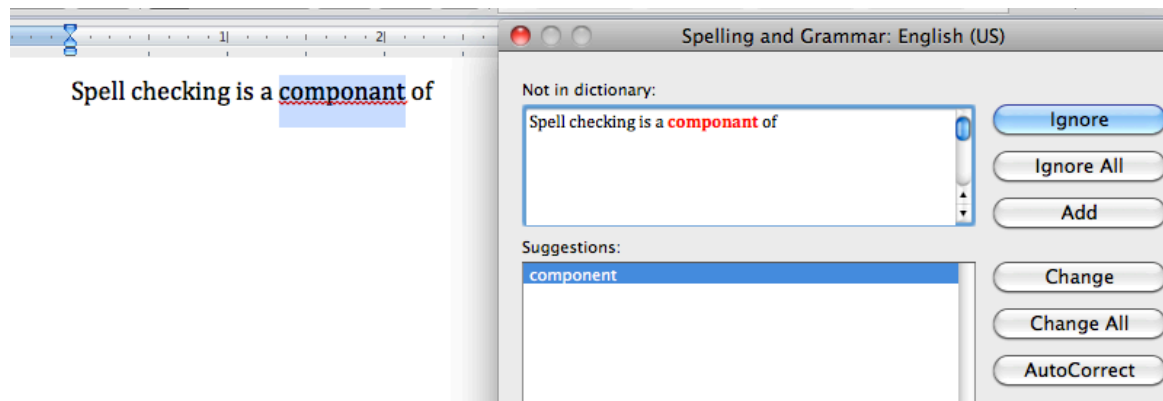 1 2
Spelling and Grammar: English (US)
Spell checking is a componant of
Not in dictionary:
Spell checking is a componant of
Ignore
Ignore All
Add
Suggestions:
component
Change
Change All
AutoCorrect